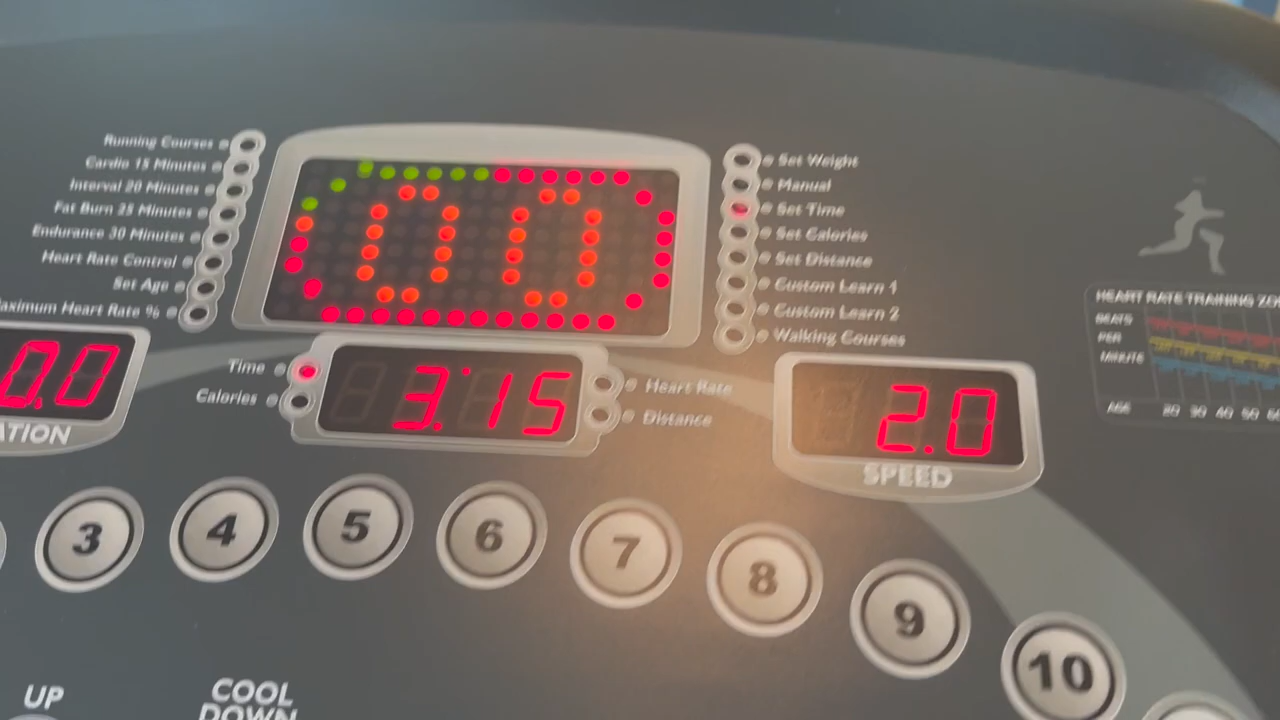 Running Courses
Cardio 15 Minutes
Interval 20 Minutes
Fat Burn 25 Minutes
Endurance 30 Minutes
Heart Rate Control
Set Age
Maximum Heart Rate %
00
Set Weight
Manual
Set Time
Set Calories
Set Distance
Custom Learn 1
Custom Learn 2
Walking Courses
0.0
Time
Calories
3:15
Heart Rate
Distance
2.0
SPEED
HEART RATE TRAINING
BEATS
PER
MINUTE
AGE 20 30 40 50
3
4
5
6
7
8
9
10
UP
COOL
DOWN